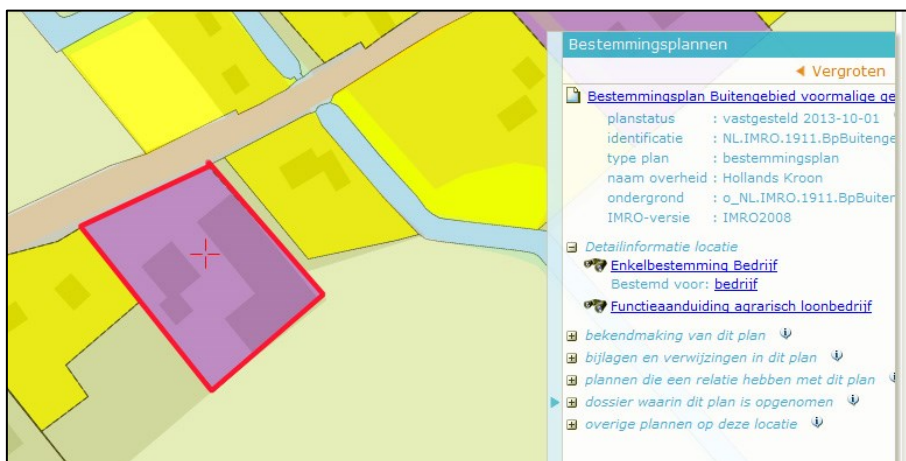 Bestemmingsplannen
Vergroten
Bestemmingsplan Buitengebied voormalige ge
planstatus : vastgesteld 2013-10-01
identificatie : NL.IMRO.1911.BpBuitenge
type plan : bestemmingsplan
naam overheid : Hollands Kroon
ondergrond : o_NL.IMRO.1911.BpBuiter
IMRO-versie : IMRO2008
Detailinformatie locatie
Enkelbestemming Bedrijf
Bestemd voor: bedrijf
Functieaanduiding agrarisch loonbedrijf
bekendmaking van dit plan
bijlagen en verwijzingen in dit plan
plannen die een relatie hebben met dit plan
dossier waarin dit plan is opgenomen
overige plannen op deze locatie